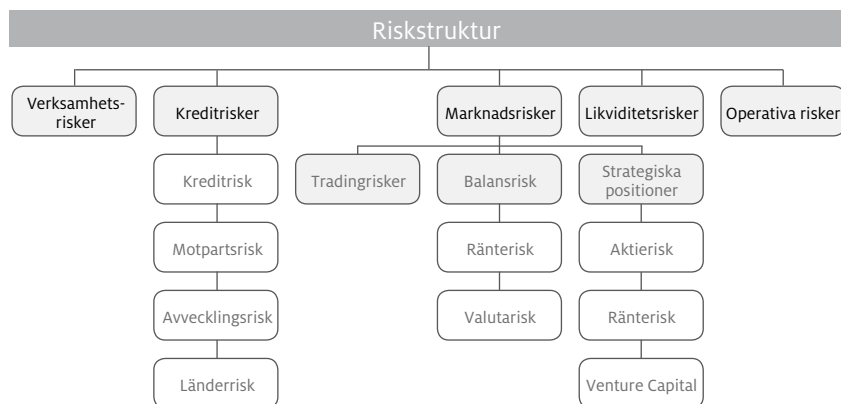 Riskstruktur
Verksamhets-
risker
Kreditrisker
Marknadsrisker
Likviditetsrisker
Operativa risker
Kreditrisk
Tradingrisker
Balansrisk
Strategiska
positioner
Motpartsrisk
Ränterisk
Aktierisk
Avvecklingsrisk
Valutarisk
Ränterisk
Länderrisk
Venture Capital